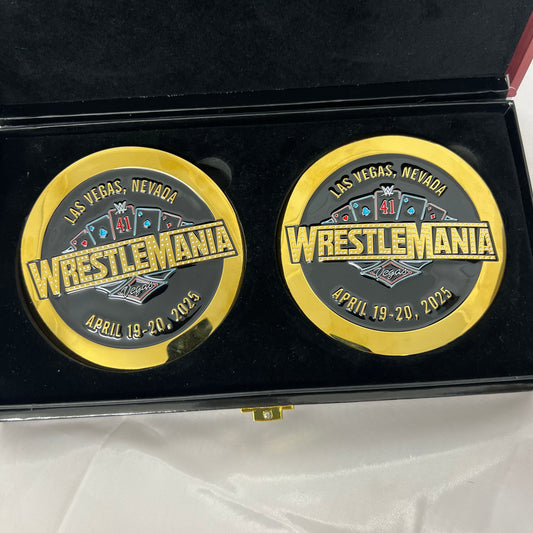 LAS VEGAS, NEVADA
W
41
WRESTLEMANIA
Vegas
APRIL 19-20, 2025
LAS VEGAS, NEVADA
W
41
WRESTLEMANIA
Vegas
APRIL 19-20, 2025